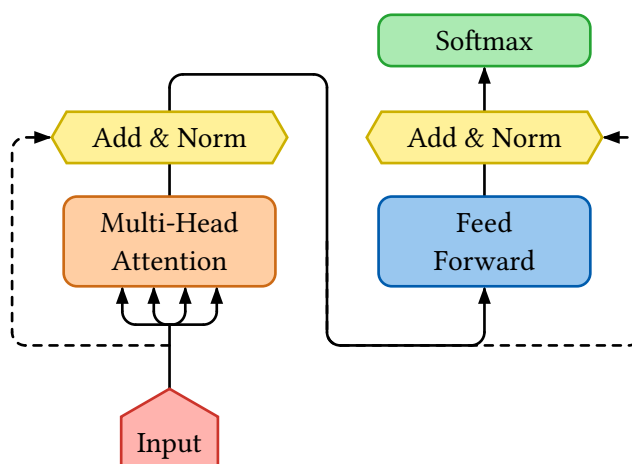 Softmax
Add & Norm
Add & Norm
Multi-Head
Attention
Feed
Forward
Input